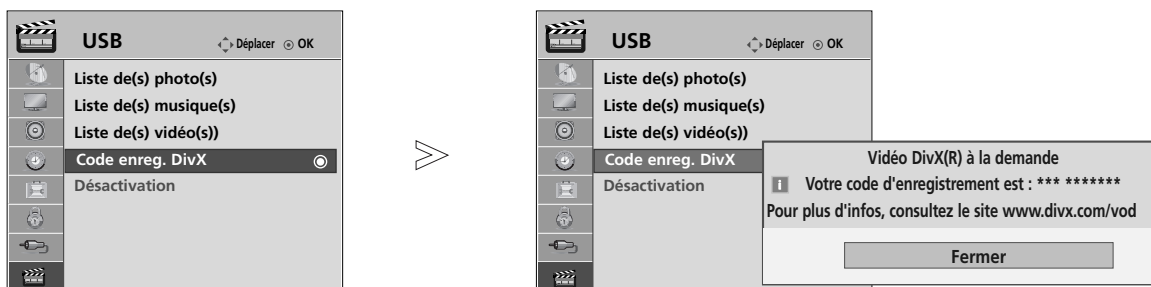 USB Déplacer OK
Liste de(s) photo(s)
Liste de(s) musique(s)
Liste de(s) vidéo(s))
Code enreg. DivX
Désactivation
USB Déplacer OK
Liste de(s) photo(s)
Liste de(s) musique(s)
Liste de(s) vidéo(s))
Code enreg. DivX
Désactivation
Vidéo DivX(R) à la demande
i Votre code d'enregistrement est : *** *******
Pour plus d'infos, consultez le site www.divx.com/vod
Fermer